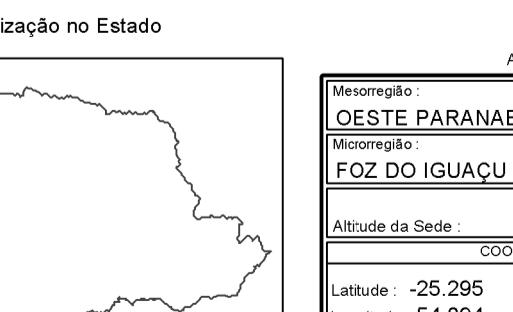 ização no Estado
Mesorregião :
OESTE PARANAE
Microrregião :
FOZ DO IGUAÇU
Altitude da Sede :
COO
Latitude : -25.295